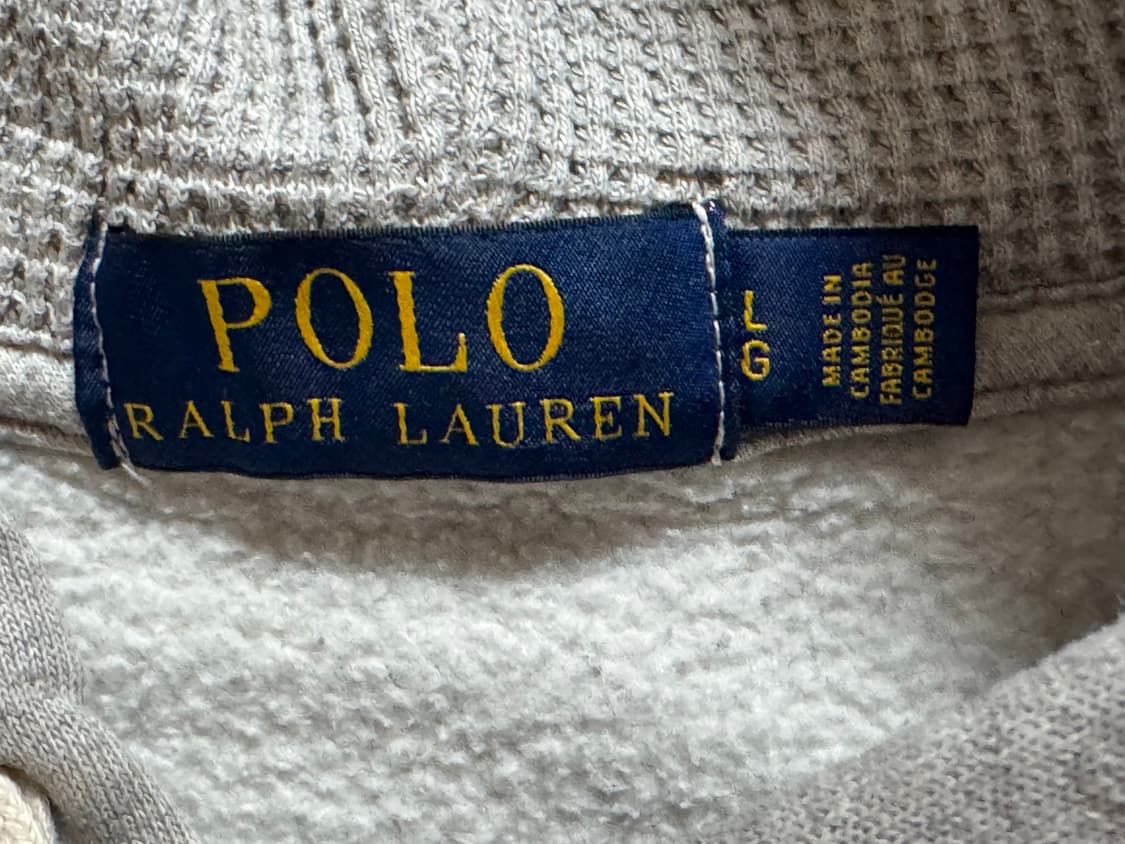 POLO
RALPH LAUREN
L
G
MADE IN
CAMBODIA
FABRIQUÉ AU
CAMBODGE